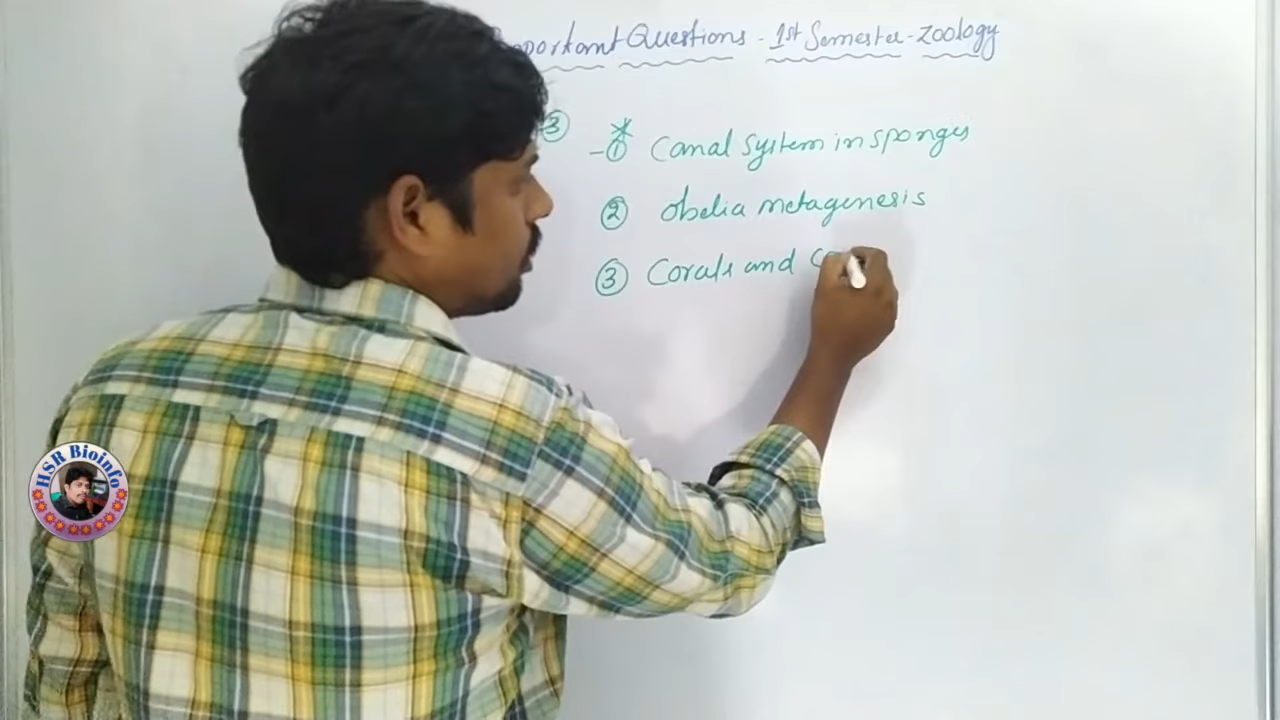 portant Questions - 1st Semester - Zoology
3
* - 1 Canal system in sponges
2 Obelia metagenesis
3 Corals and Co
HSR Bioinfo